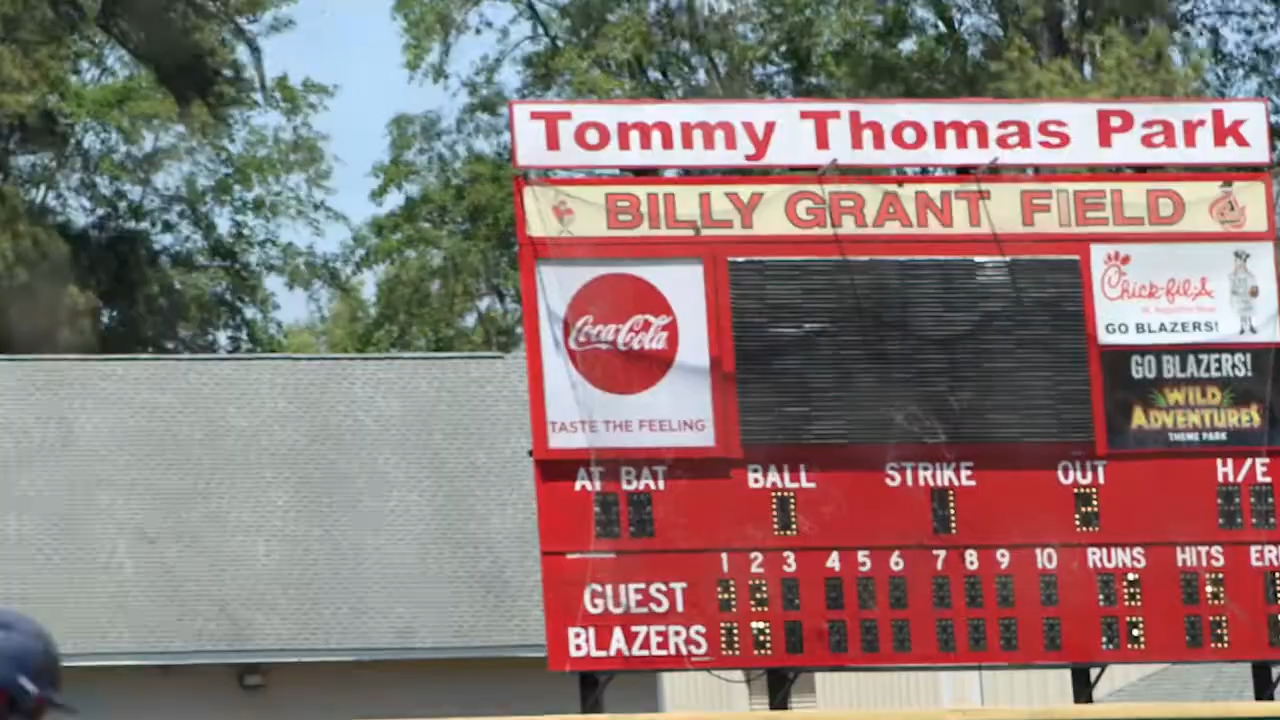 Tommy Thomas Park
BILLY GRANT FIELD
Coca-Cola
TASTE THE FEELING
Chick-fil-A
GO BLAZERS!
GO BLAZERS!
WILD
ADVENTURES
THEME PARK
AT BAT BALL STRIKE OUT H/E
1 2 3 4 5 6 7 8 9 10 RUNS HITS
GUEST
BLAZERS